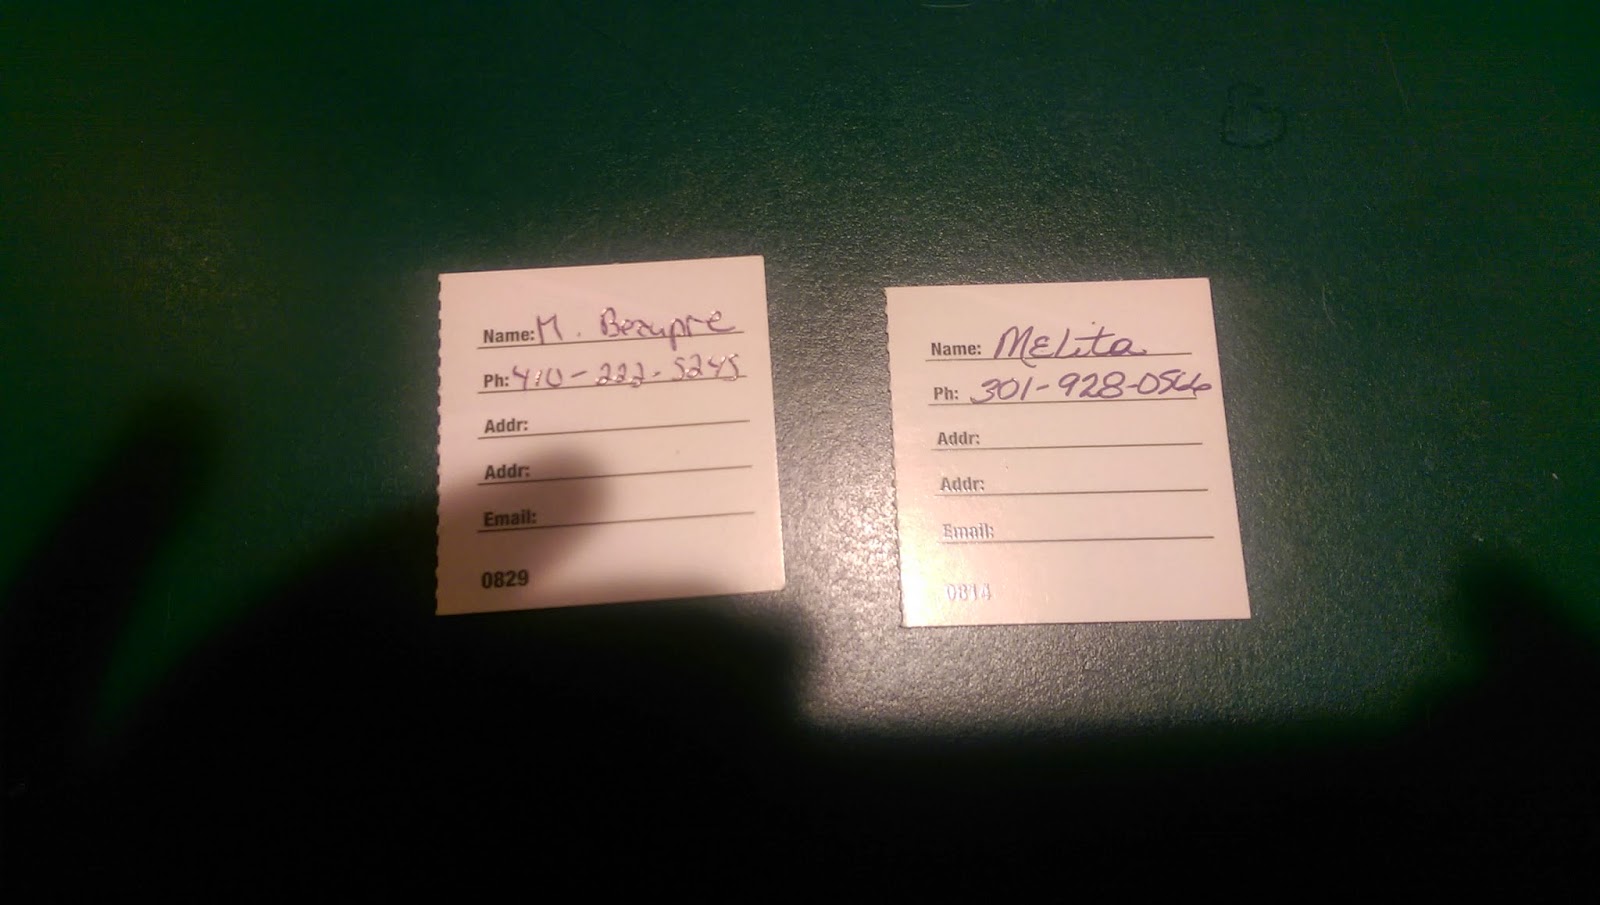 Name: M. Beaupre
Ph: 410-222-5245
Addr:
Addr:
Email:
0829
Name: Melita
Ph: 301-928-0566
Addr:
Addr:
Email:
0814